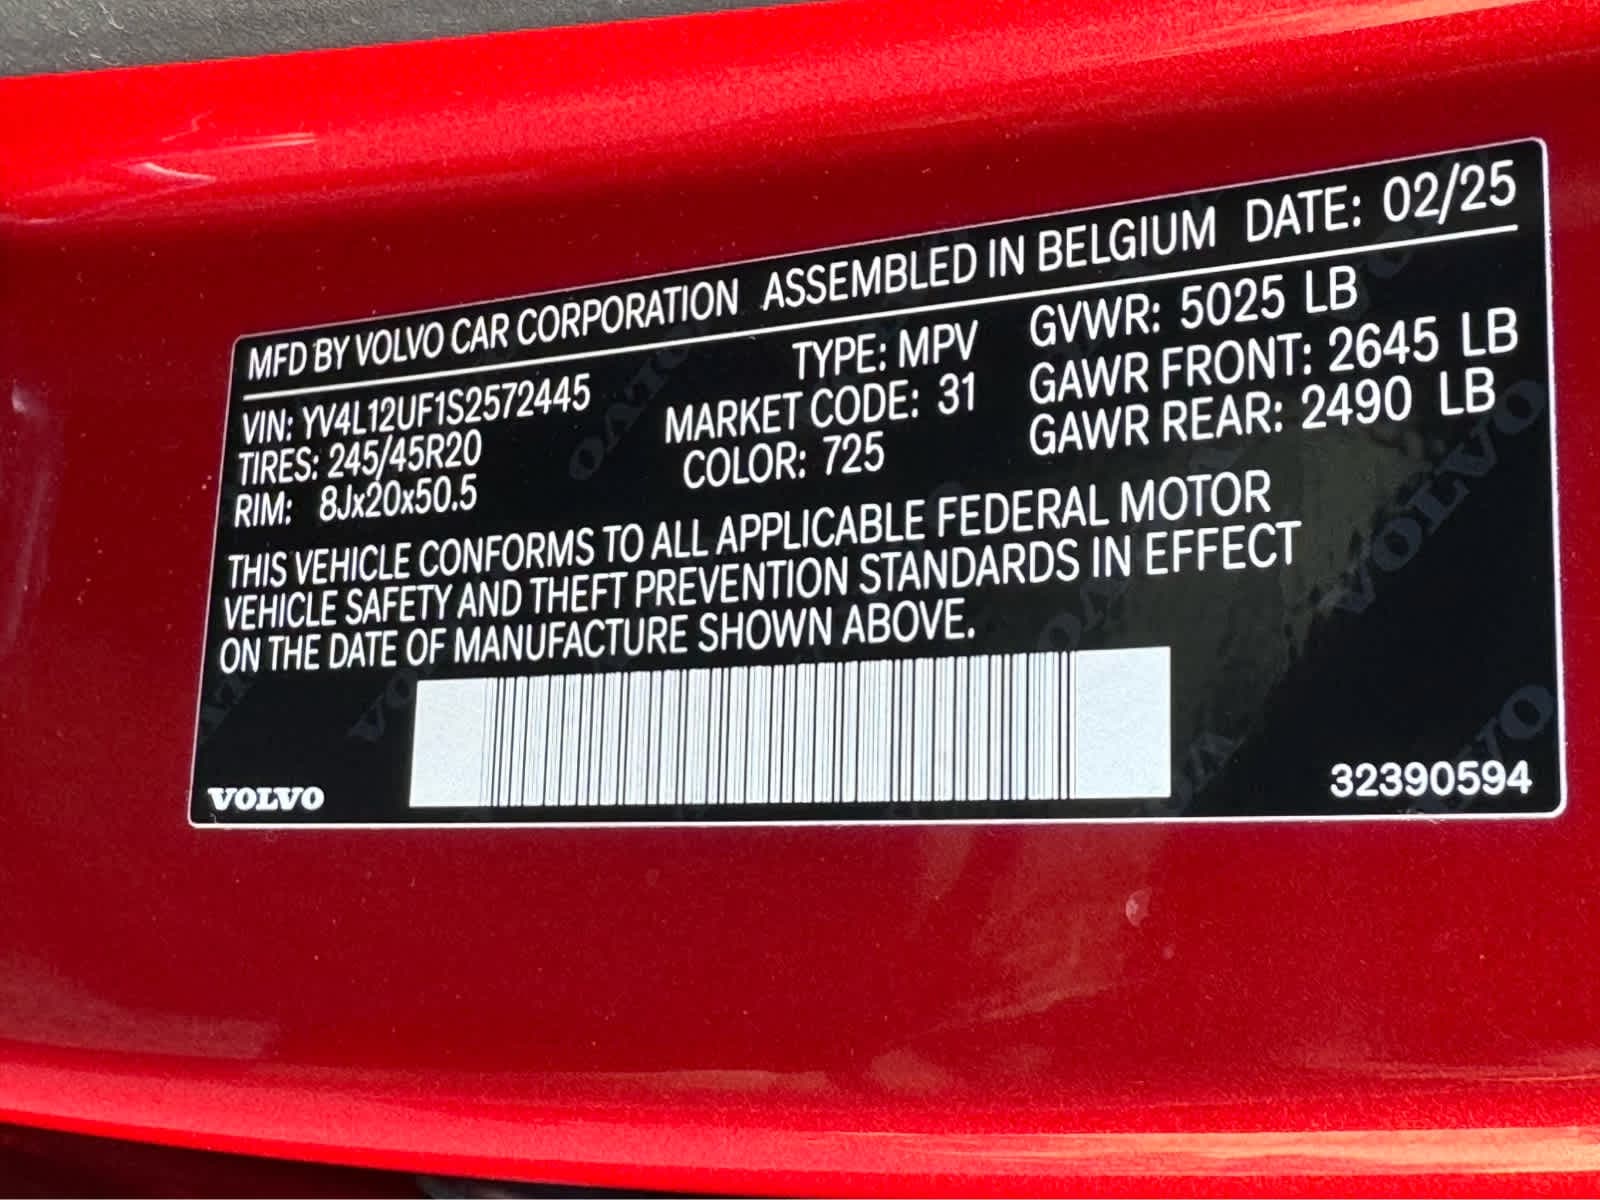 MFD BY VOLVO CAR CORPORATION ASSEMBLED IN BELGIUM DATE: 02/25
VIN: YV4L12UF1S2572445 TYPE: MPV GVWR: 5025 LB
TIRES: 245/45R20 MARKET CODE: 31 GAWR FRONT: 2645 LB
RIM: 8Jx20x50.5 COLOR: 725 GAWR REAR: 2490 LB
THIS VEHICLE CONFORMS TO ALL APPLICABLE FEDERAL MOTOR
VEHICLE SAFETY AND THEFT PREVENTION STANDARDS IN EFFECT
ON THE DATE OF MANUFACTURE SHOWN ABOVE.
VOLVO 32390594